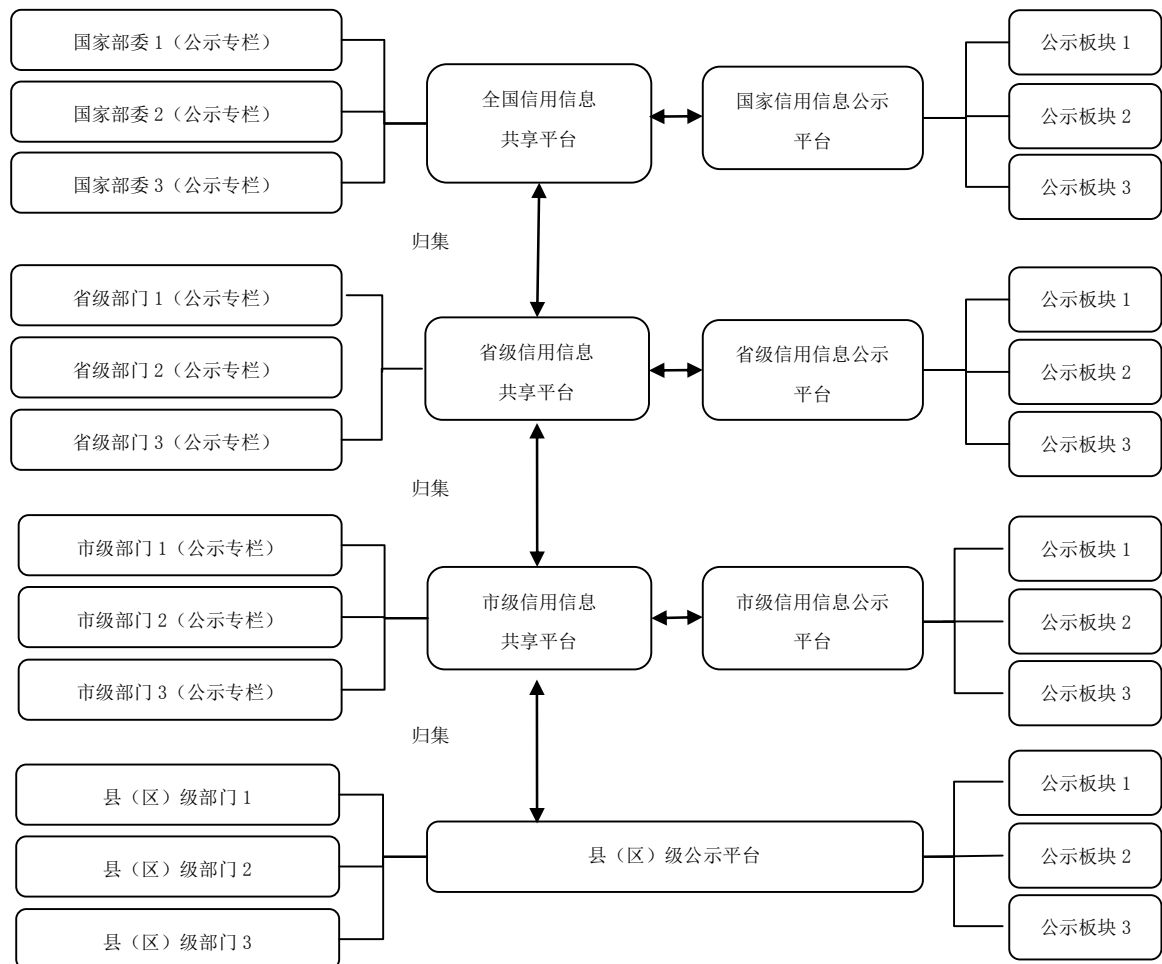 国家部委 1（公示专栏）
国家部委 2（公示专栏）
国家部委 3（公示专栏）
全国信用信息
共享平台
国家信用信息公示
平台
公示板块 1
公示板块 2
公示板块 3
归集
省级部门 1（公示专栏）
省级部门 2（公示专栏）
省级部门 3（公示专栏）
省级信用信息
共享平台
省级信用信息公示
平台
公示板块 1
公示板块 2
公示板块 3
归集
市级部门 1（公示专栏）
市级部门 2（公示专栏）
市级部门 3（公示专栏）
市级信用信息
共享平台
市级信用信息公示
平台
公示板块 1
公示板块 2
公示板块 3
归集
县（区）级部门 1
县（区）级部门 2
县（区）级部门 3
县（区）级公示平台
公示板块 1
公示板块 2
公示板块 3